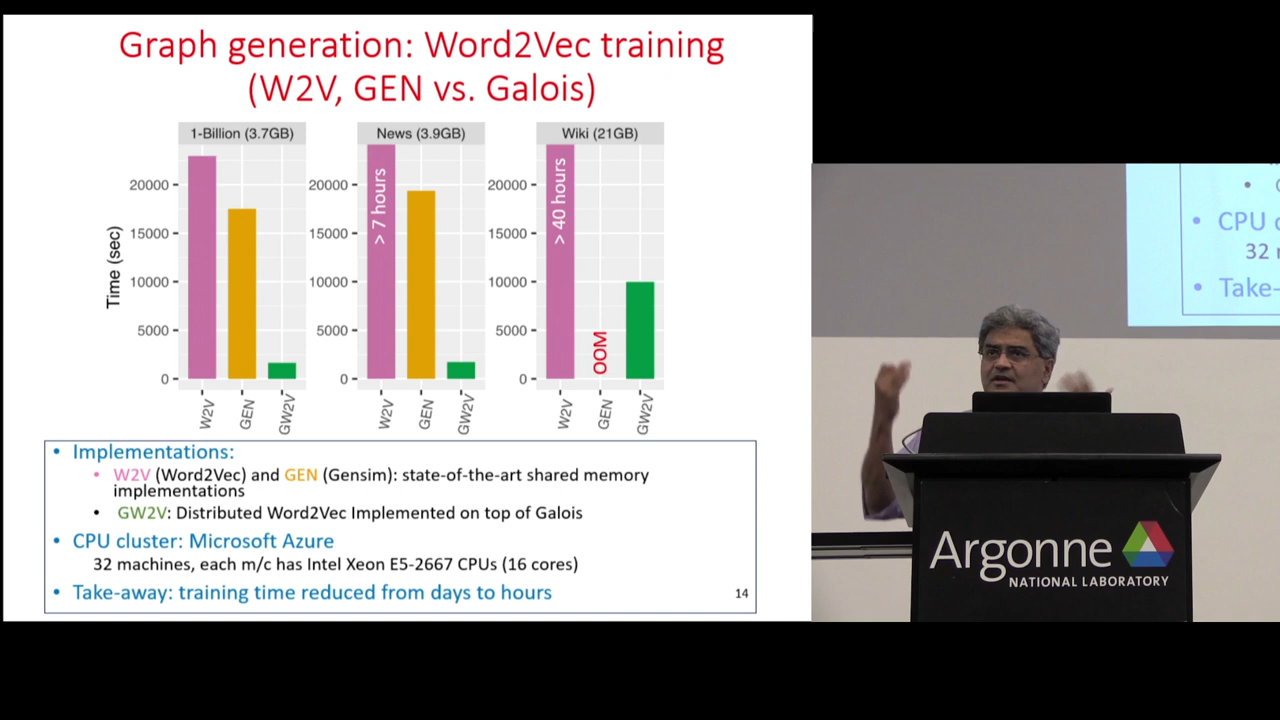 Graph generation: Word2Vec training
(W2V, GEN vs. Galois)
1-Billion (3.7GB)
News (3.9GB)
Wiki (21GB)
Time (sec)
20000
15000
10000
5000
0
W2V
GEN
GW2V
20000
15000
10000
5000
0
> 7 hours
W2V
GEN
GW2V
20000
15000
10000
5000
0
> 40 hours
OOM
W2V
GEN
GW2V
• Implementations:
• W2V (Word2Vec) and GEN (Gensim): state-of-the-art shared memory
implementations
• GW2V: Distributed Word2Vec Implemented on top of Galois
• CPU cluster: Microsoft Azure
32 machines, each m/c has Intel Xeon E5-2667 CPUs (16 cores)
• Take-away: training time reduced from days to hours
14
• CPU
32
• Take-
Argonne
NATIONAL LABORATORY